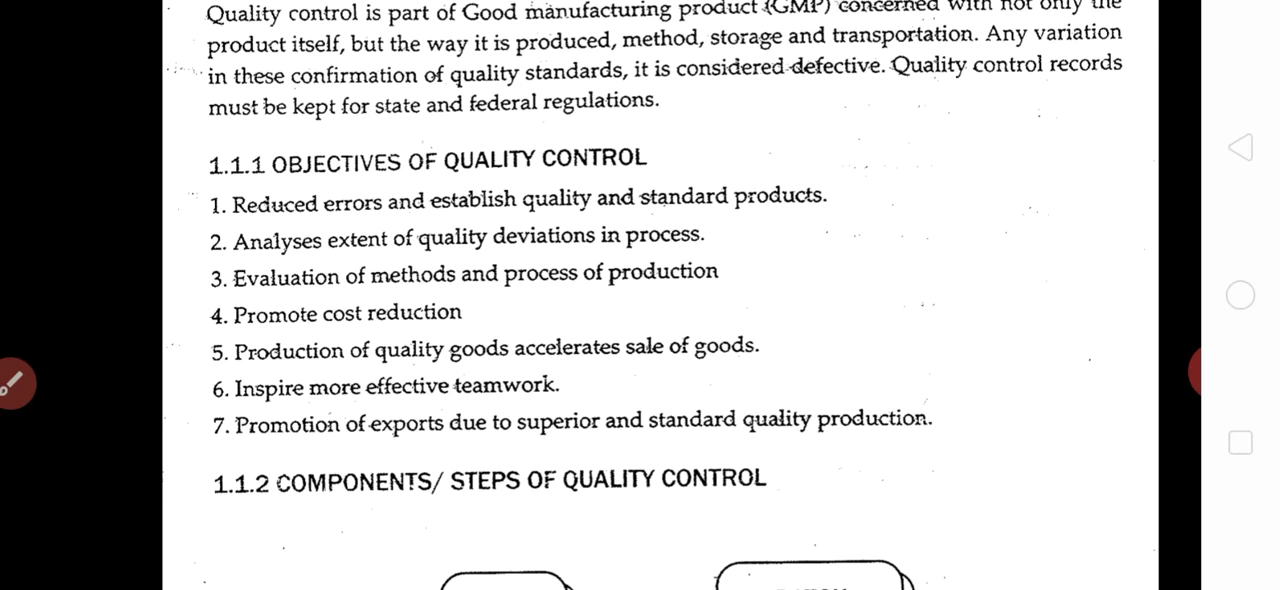 Quality control is part of Good manufacturing product (GMP) concerned with not only the
product itself, but the way it is produced, method, storage and transportation. Any variation
in these confirmation of quality standards, it is considered defective. Quality control records
must be kept for state and federal regulations.
1.1.1 OBJECTIVES OF QUALITY CONTROL
1. Reduced errors and establish quality and standard products.
2. Analyses extent of quality deviations in process.
3. Evaluation of methods and process of production
4. Promote cost reduction
5. Production of quality goods accelerates sale of goods.
6. Inspire more effective teamwork.
7. Promotion of exports due to superior and standard quality production.
1.1.2 COMPONENTS/ STEPS OF QUALITY CONTROL